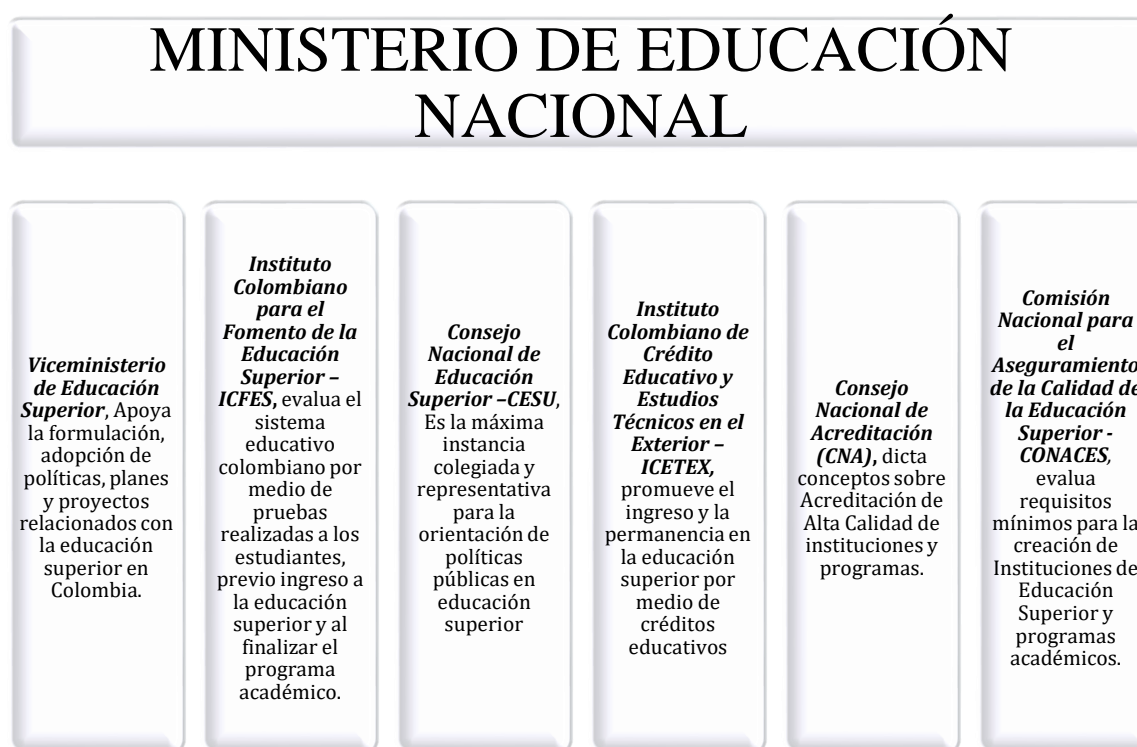 MINISTERIO DE EDUCACIÓN
NACIONAL
Viceministerio
de Educación
Superior, Apoya
la formulación,
adopción de
políticas, planes
y proyectos
relacionados con
la educación
superior en
Colombia.
Instituto
Colombiano
para el
Fomento de la
Educación
Superior –
ICFES, evalua el
sistema
educativo
colombiano por
medio de
pruebas
realizadas a los
estudiantes,
previo ingreso a
la educación
superior y al
finalizar el
programa
académico.
Consejo
Nacional de
Educación
Superior –CESU,
Es la máxima
instancia
colegiada y
representativa
para la
orientación de
políticas
públicas en
educación
superior
Instituto
Colombiano de
Crédito
Educativo y
Estudios
Técnicos en el
Exterior –
ICETEX,
promueve el
ingreso y la
permanencia en
la educación
superior por
medio de
créditos
educativos
Consejo
Nacional de
Acreditación
(CNA), dicta
conceptos sobre
Acreditación de
Alta Calidad de
instituciones y
programas.
Comisión
Nacional para
el
Aseguramiento
de la Calidad de
la Educación
Superior -
CONACES,
evalua
requisitos
mínimos para la
creación de
Instituciones de
Educación
Superior y
programas
académicos.